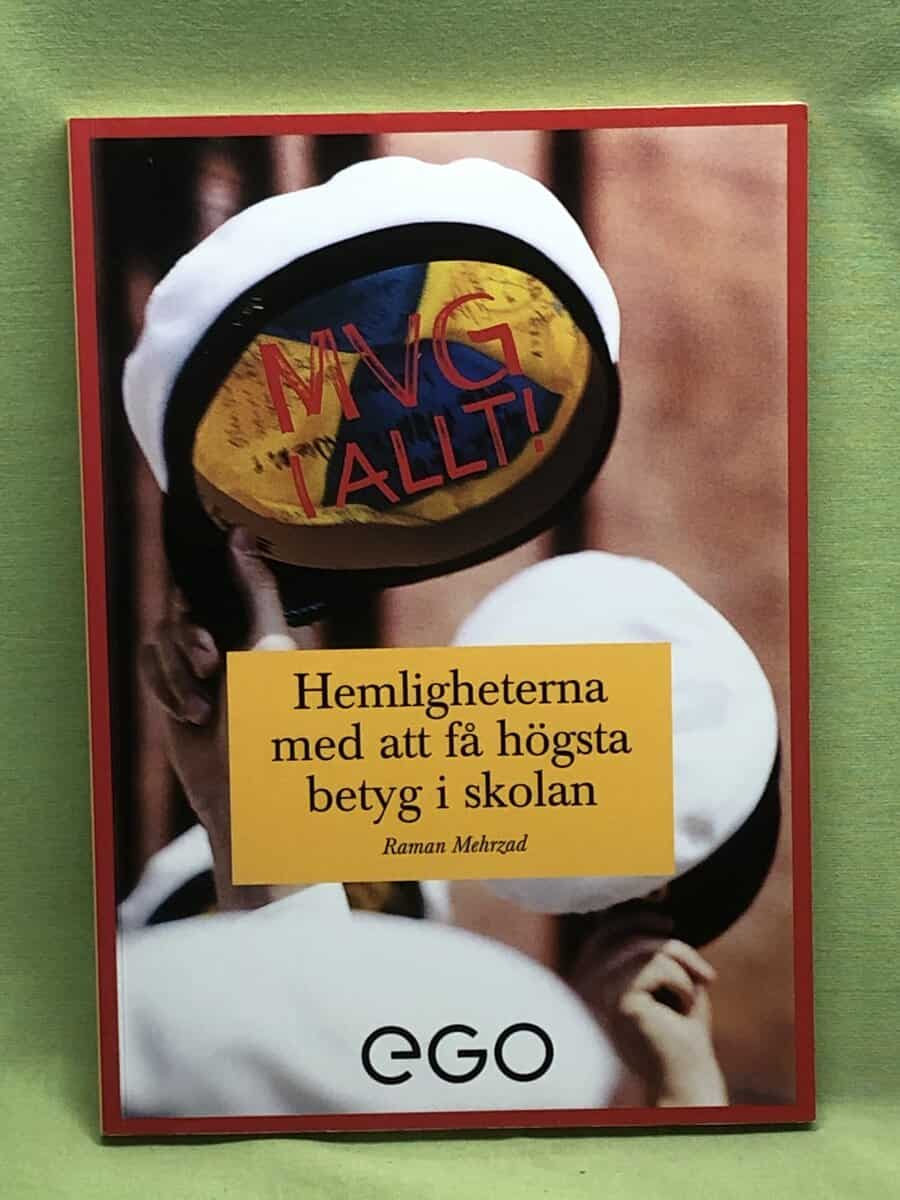 MVG
I ALLT!
Hemligheterna
med att få högsta
betyg i skolan
Raman Mehrzad
eGO